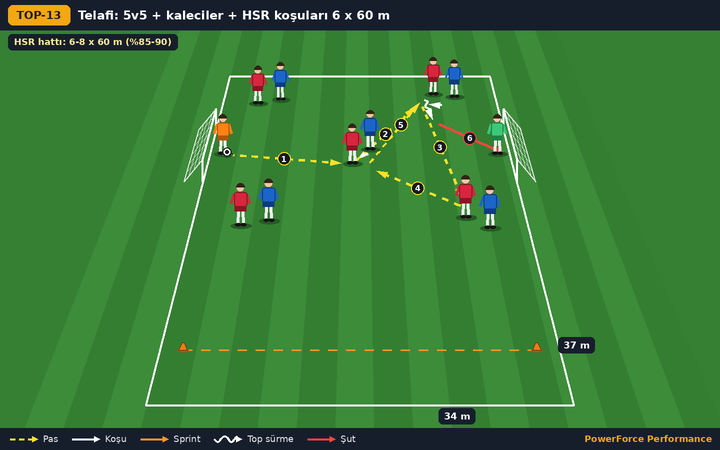 TOP-13 Telafi: 5v5 + kaleciler + HSR koşuları 6 x 60 m
HSR hattı: 6-8 x 60 m (%85-90)
1
2
5
3
6
4
37 m
34 m
Pas Koşu Sprint Top sürme Şut PowerForce Performance